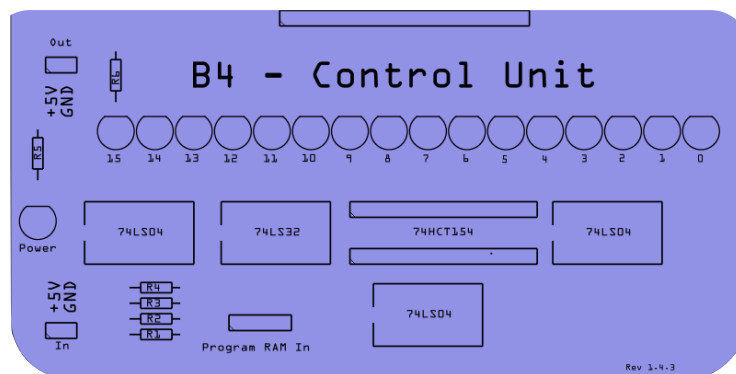 Out
+5V
GND
R6
B4 - Control Unit
R5
15 14 13 12 11 10 9 8 7 6 5 4 3 2 1 0
Power
74LS04
74LS32
74HCT154
74LS04
+5V
GND
In
R4
R3
R2
R1
Program RAM In
74LS04
Rev 1.4.3